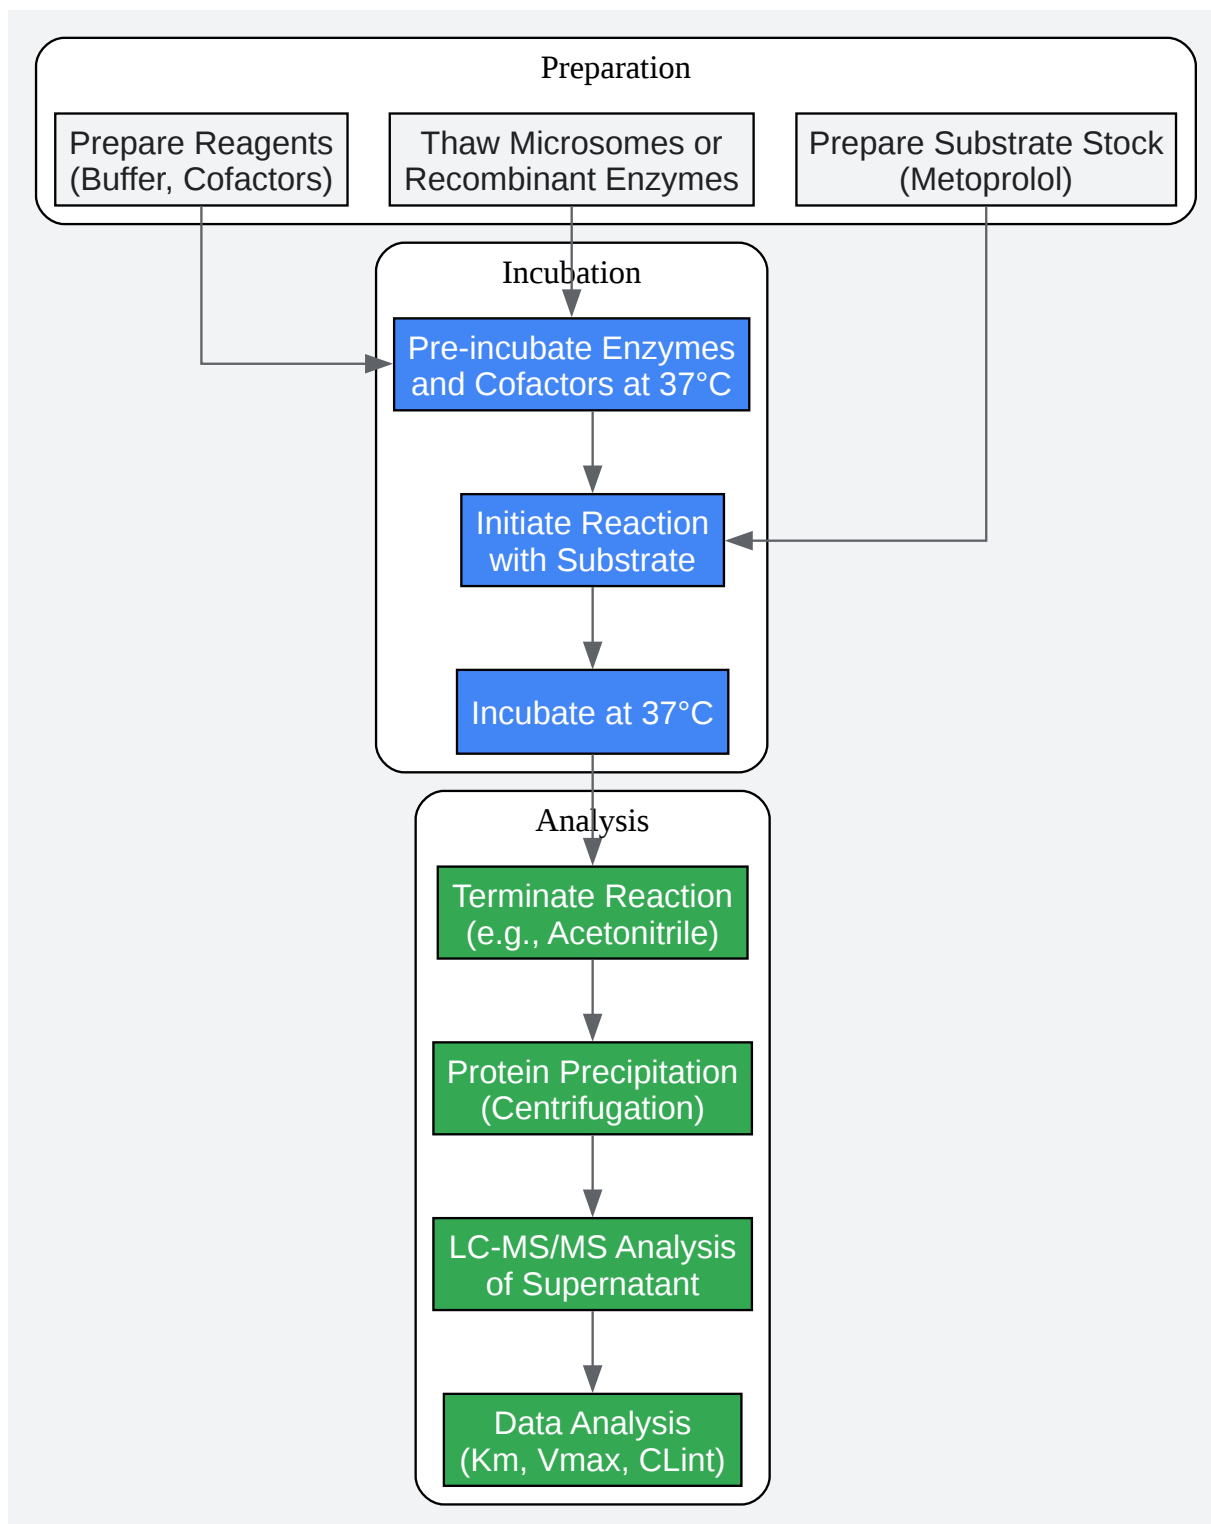 Preparation
Prepare Reagents
(Buffer, Cofactors)
Thaw Microsomes or
Recombinant Enzymes
Prepare Substrate Stock
(Metoprolol)
Incubation
Pre-incubate Enzymes
and Cofactors at 37°C
Initiate Reaction
with Substrate
Incubate at 37°C
Analysis
Terminate Reaction
(e.g., Acetonitrile)
Protein Precipitation
(Centrifugation)
LC-MS/MS Analysis
of Supernatant
Data Analysis
(Km, Vmax, CLint)